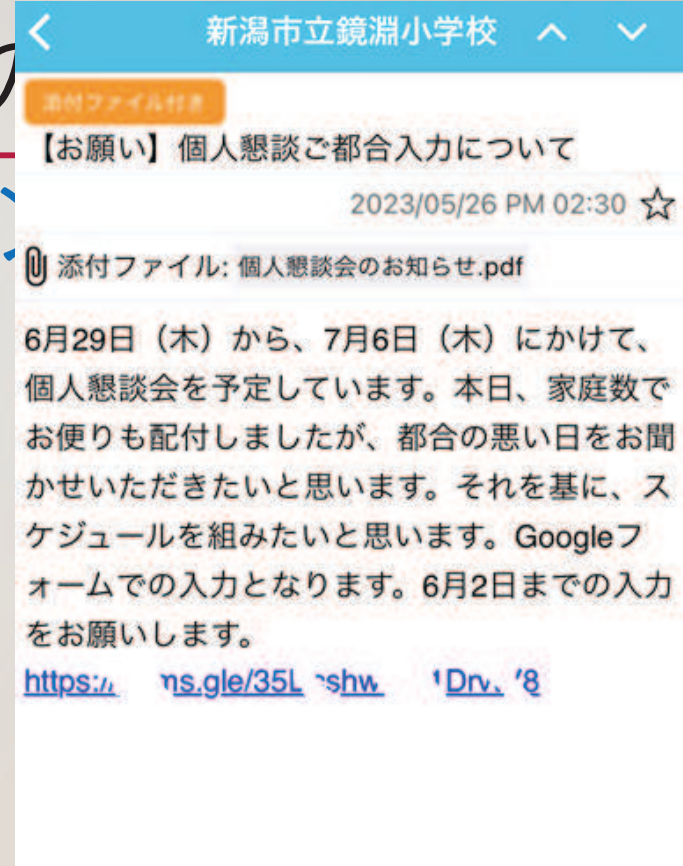 新潟市立鏡淵小学校
添付ファイル付き
【お願い】個人懇談ご都合入力について
2023/05/26 PM 02:30
添付ファイル: 個人懇談会のお知らせ.pdf
6月29日（木）から、7月6日（木）にかけて、
個人懇談会を予定しています。本日、家庭数で
お便りも配付しましたが、都合の悪い日をお聞
かせいただきたいと思います。それを基に、ス
ケジュールを組みたいと思います。Googleフ
ォームでの入力となります。6月2日までの入力
をお願いします。